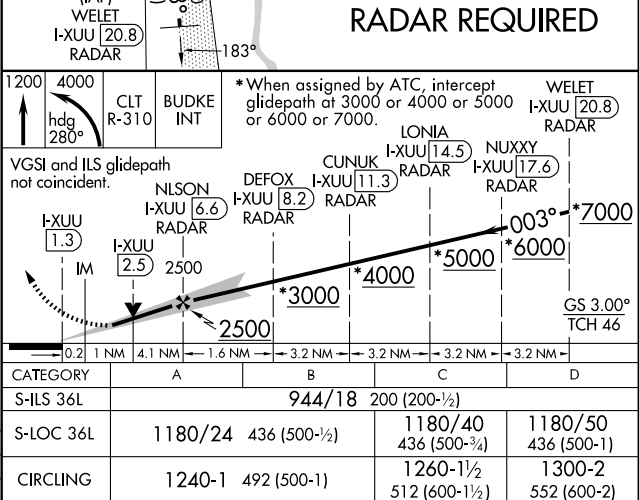 (IAF)
WELET
I-XUU 20.8
RADAR
183°
RADAR REQUIRED
1200
4000
hdg
280°
CLT
R-310
BUDKE
INT
*When assigned by ATC, intercept
glidepath at 3000 or 4000 or 5000
or 6000 or 7000.
VGSI and ILS glidepath
not coincident.
WELET
I-XUU 20.8
RADAR
LONIA
I-XUU 14.5
RADAR
NUXXY
I-XUU 17.6
RADAR
CUNUK
I-XUU 11.3
RADAR
DEFOX
I-XUU 8.2
RADAR
NLSON
I-XUU 6.6
RADAR
I-XUU
1.3
IM
I-XUU
2.5
2500
2500
*3000
*4000
*5000
*6000
*7000
003°
GS 3.00°
TCH 46
0.2 1 NM 4.1 NM 1.6 NM 3.2 NM 3.2 NM 3.2 NM 3.2 NM
CATEGORY A B C D
S-ILS 36L 944/18 200 (200-½)
S-LOC 36L 1180/24 436 (500-½) 1180/40 436 (500-¾) 1180/50 436 (500-1)
CIRCLING 1240-1 492 (500-1) 1260-1½ 512 (600-1½) 1300-2 552 (600-2)